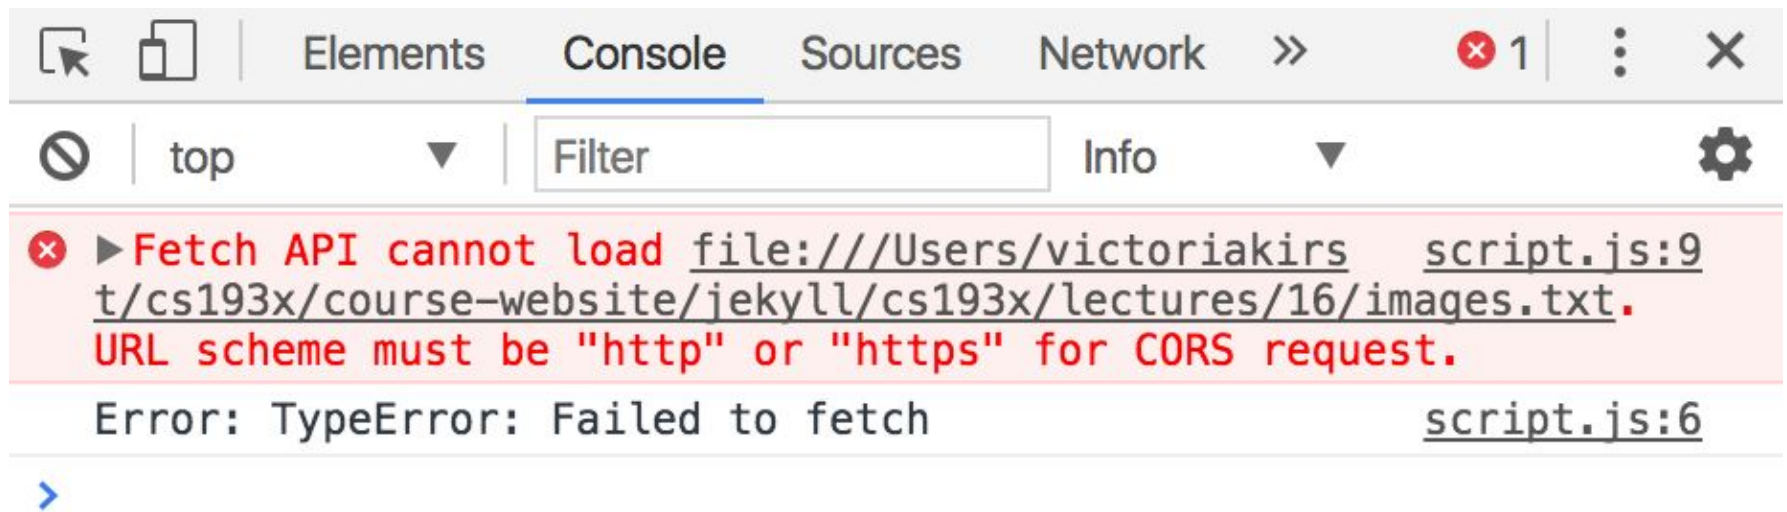 Elements Console Sources Network » 1
top Filter Info
Fetch API cannot load file:///Users/victoriakirs script.js:9
t/cs193x/course-website/jekyll/cs193x/lectures/16/images.txt.
URL scheme must be "http" or "https" for CORS request.
Error: TypeError: Failed to fetch script.js:6